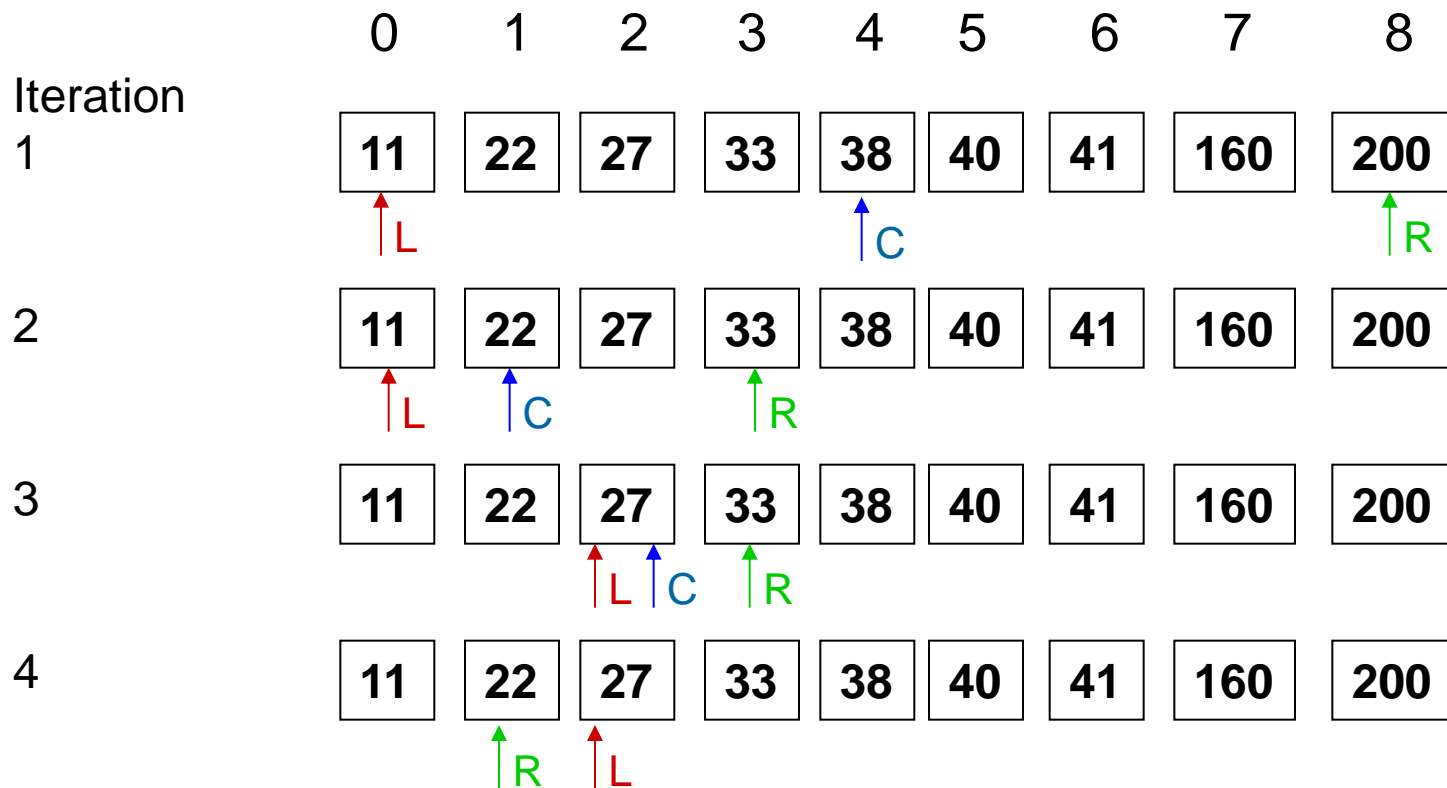 0 1 2 3 4 5 6 7 8
Iteration
1 11 22 27 33 38 40 41 160 200
L C R
2 11 22 27 33 38 40 41 160 200
L C R
3 11 22 27 33 38 40 41 160 200
L C R
4 11 22 27 33 38 40 41 160 200
R L